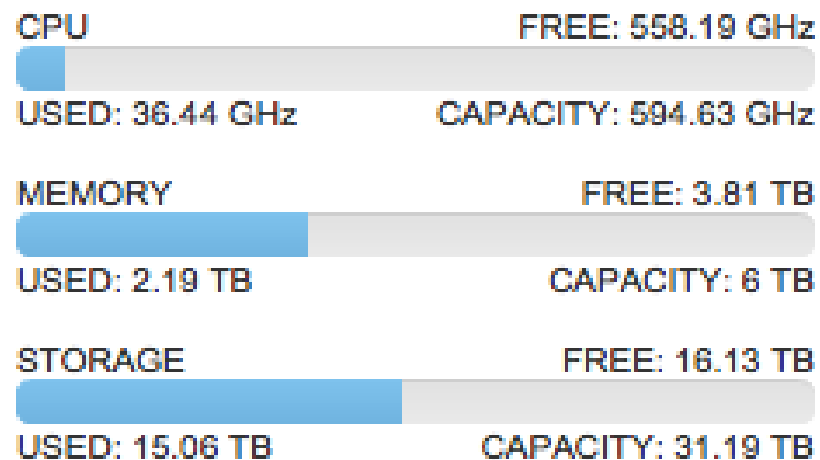 CPU FREE: 558.19 GHz
USED: 36.44 GHz CAPACITY: 594.63 GHz
MEMORY FREE: 3.81 TB
USED: 2.19 TB CAPACITY: 6 TB
STORAGE FREE: 16.13 TB
USED: 15.06 TB CAPACITY: 31.19 TB